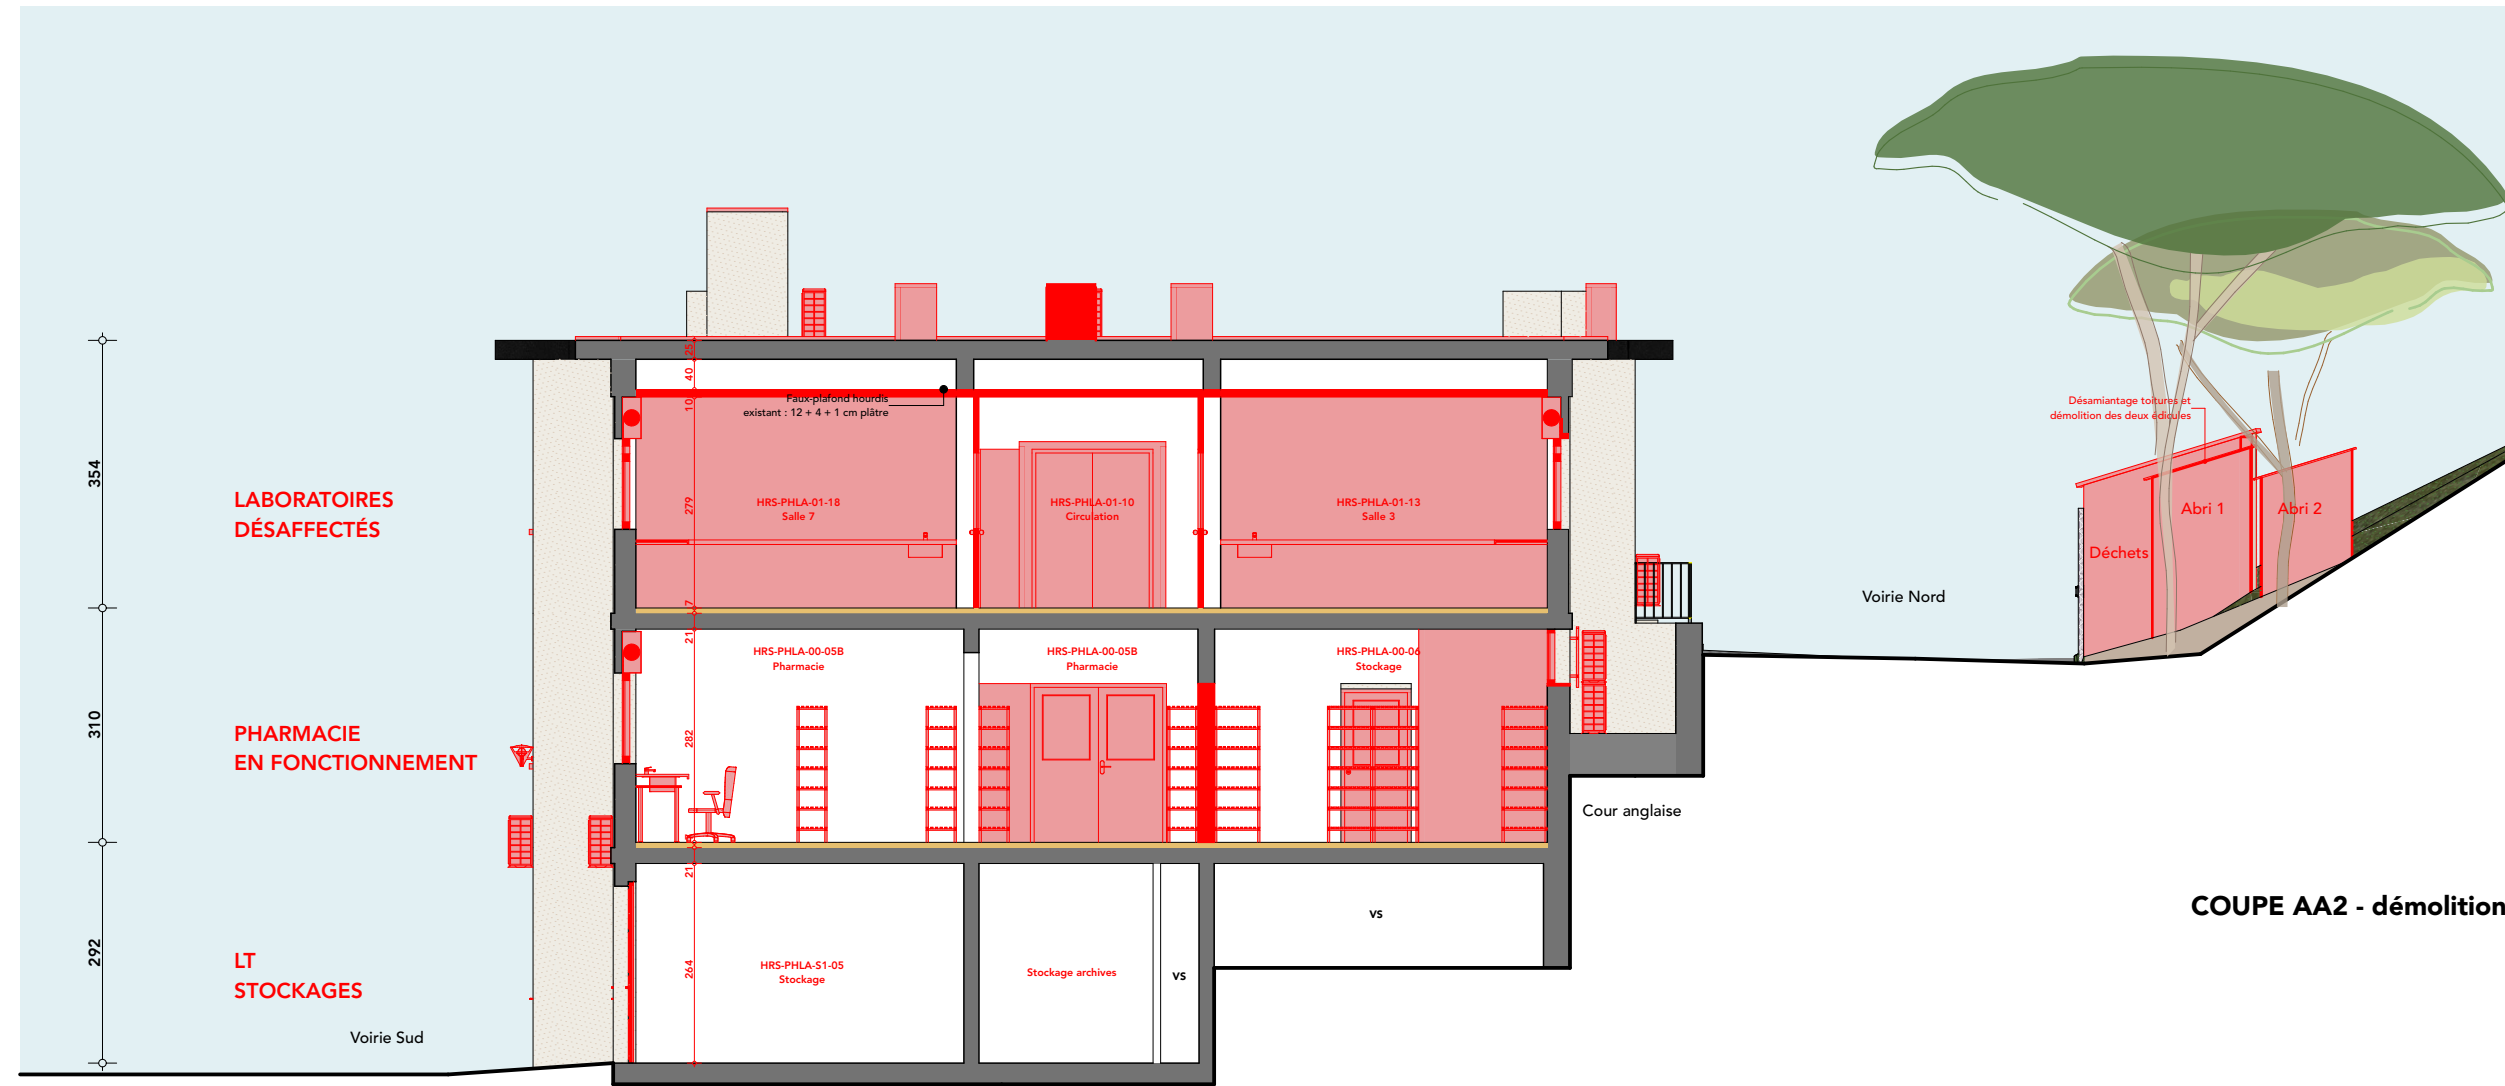 25
40
Faux-plafond hourdis
existant : 12 + 4 + 1 cm plâtre
10
Désamiantage toitures et
démolition des deux édicules
354
LABORATOIRES
DÉSAFFECTÉS
279
HRS-PHLA-01-18
Salle 7
HRS-PHLA-01-10
Circulation
HRS-PHLA-01-13
Salle 3
Abri 1
Abri 2
Déchets
Voirie Nord
7
21
HRS-PHLA-00-05B
Pharmacie
HRS-PHLA-00-05B
Pharmacie
HRS-PHLA-00-06
Stockage
310
PHARMACIE
EN FONCTIONNEMENT
282
Cour anglaise
21
COUPE AA2 - démolition
292
LT
STOCKAGES
264
HRS-PHLA-S1-05
Stockage
Stockage archives
vs
vs
Voirie Sud